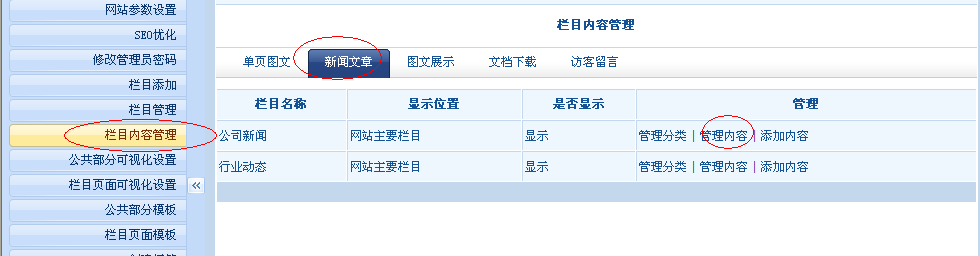 网站参数设置
SEO优化
修改管理员密码
栏目添加
栏目管理
栏目内容管理
公共部分可视化设置
栏目页面可视化设置
公共部分模板
栏目页面模板
栏目内容管理
单页图文 新闻文章 图文展示 文档下载 访客留言
栏目名称 显示位置 是否显示 管理
公司新闻 网站主要栏目 显示 管理分类 | 管理内容 | 添加内容
行业动态 网站主要栏目 显示 管理分类 | 管理内容 | 添加内容